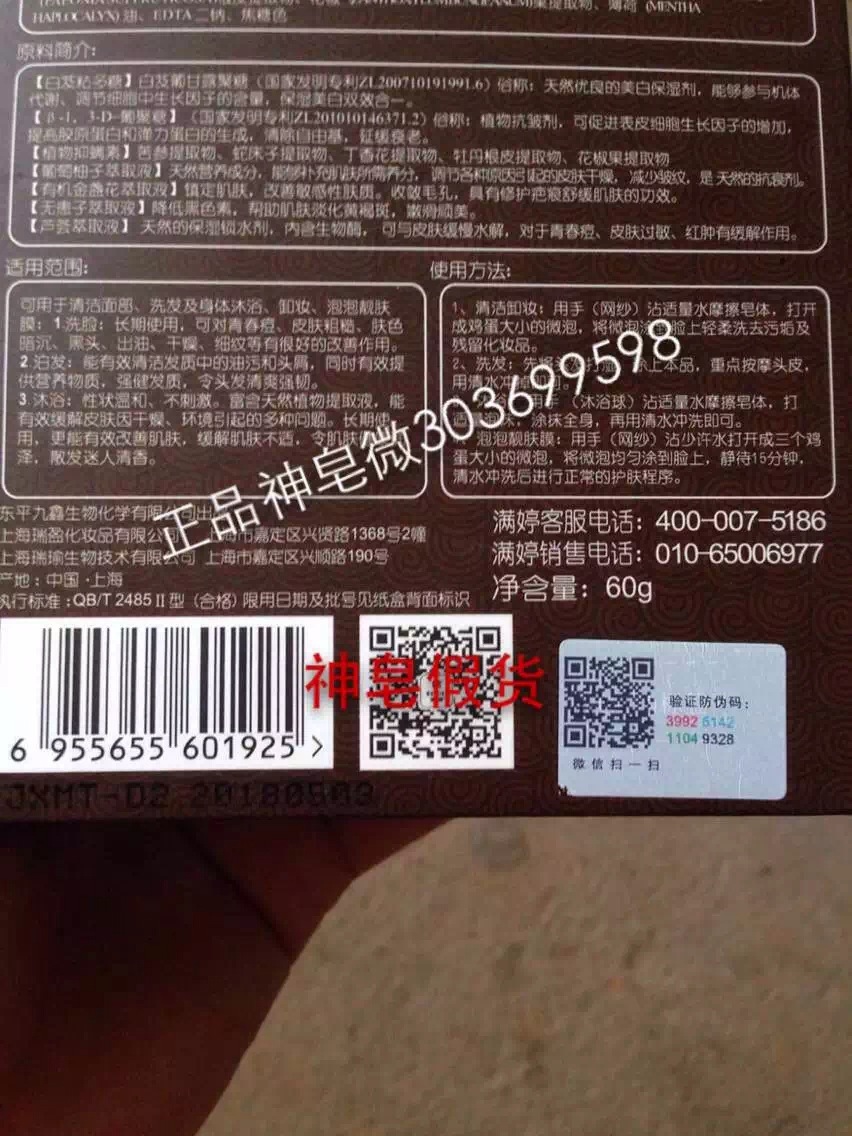 HAPLOCALYX) 油、EDTA 二钠、焦糖色
原料简介:
【白芨粘多糖】白芨葡甘露聚糖（国家发明专利ZL200710191991.6）俗称：天然优良的美白保湿剂，能够参与机体
代谢、调节细胞中生长因子的含量，保湿美白双效合一。
【β-1，3-D-葡聚糖】（国家发明专利ZL201010146371.2）俗称：植物抗皱剂，可促进表皮细胞生长因子的增加，
提高胶原蛋白和弹力蛋白的生成，清除自由基，延缓衰老。
【植物抑螨素】苦参提取物、蛇床子提取物、丁香花提取物、牡丹根皮提取物、花椒果提取物
【葡萄柚子萃取液】天然营养成分，能够补充肌肤所需养分，调节各种原因引起的皮肤干燥，减少皱纹，是天然的抗衰剂。
【有机金盏花萃取液】镇定肌肤，改善敏感性肤质。收敛毛孔，具有修护疤痕舒缓肌肤的功效。
【无患子萃取液】降低黑色素，帮助肌肤淡化黄褐斑，嫩滑顺美。
【芦荟萃取液】天然的保湿锁水剂，内含生物酶，可与皮肤缓慢水解，对于青春痘、皮肤过敏、红肿有缓解作用。
适用范围:
可用于清洁面部、洗发及身体沐浴、卸妆、泡泡靓肤
膜：1.洗脸：长期使用，可对青春痘、皮肤粗糙、肤色
暗沉、黑头、出油、干燥、细纹等有很好的改善作用。
2.泊发：能有效清洁发质中的油污和头屑，同时有效提
供营养物质，强健发质，令头发清爽强韧。
3.沐浴：性状温和、不刺激。富含天然植物提取液，能
有效缓解皮肤因干燥、环境引起的多种问题。长期使
用，更能有效改善肌肤，缓解肌肤不适，令肌肤
泽，散发迷人清香。
使用方法:
1、清洁卸妆：用手（网纱）沾适量水摩擦皂体，打开
成鸡蛋大小的微泡，将微泡涂到脸上轻柔洗去污垢及
残留化妆品。
2、洗发：先将头发打湿，涂上本品，重点按摩头皮，
用清水冲
用手（沐浴球）沾适量水摩擦皂体，打
涂抹全身，再用清水冲洗即可。
泡泡靓肤膜：用手（网纱）沾少许水打开成三个鸡
蛋大小的微泡，将微泡均匀涂到脸上，静待15分钟，
清水冲洗后进行正常的护肤程序。
正品神皂微303699598
东平九鑫生物化学有限公司出品
上海瑞盈化妆品有限公司 上海市嘉定区兴贤路1368号2幢
上海瑞瑜生物技术有限公司 上海市嘉定区兴顺路190号
产地：中国·上海
执行标准：QB/T 2485 II 型（合格）限用日期及批号见纸盒背面标识
满婷客服电话：400-007-5186
满婷销售电话：010-65006977
净含量：60g
神皂假货
6 955655 601925 >
验证防伪码：
3992 6142
1104 9328
微信扫一扫
JXMT-D2 20180503